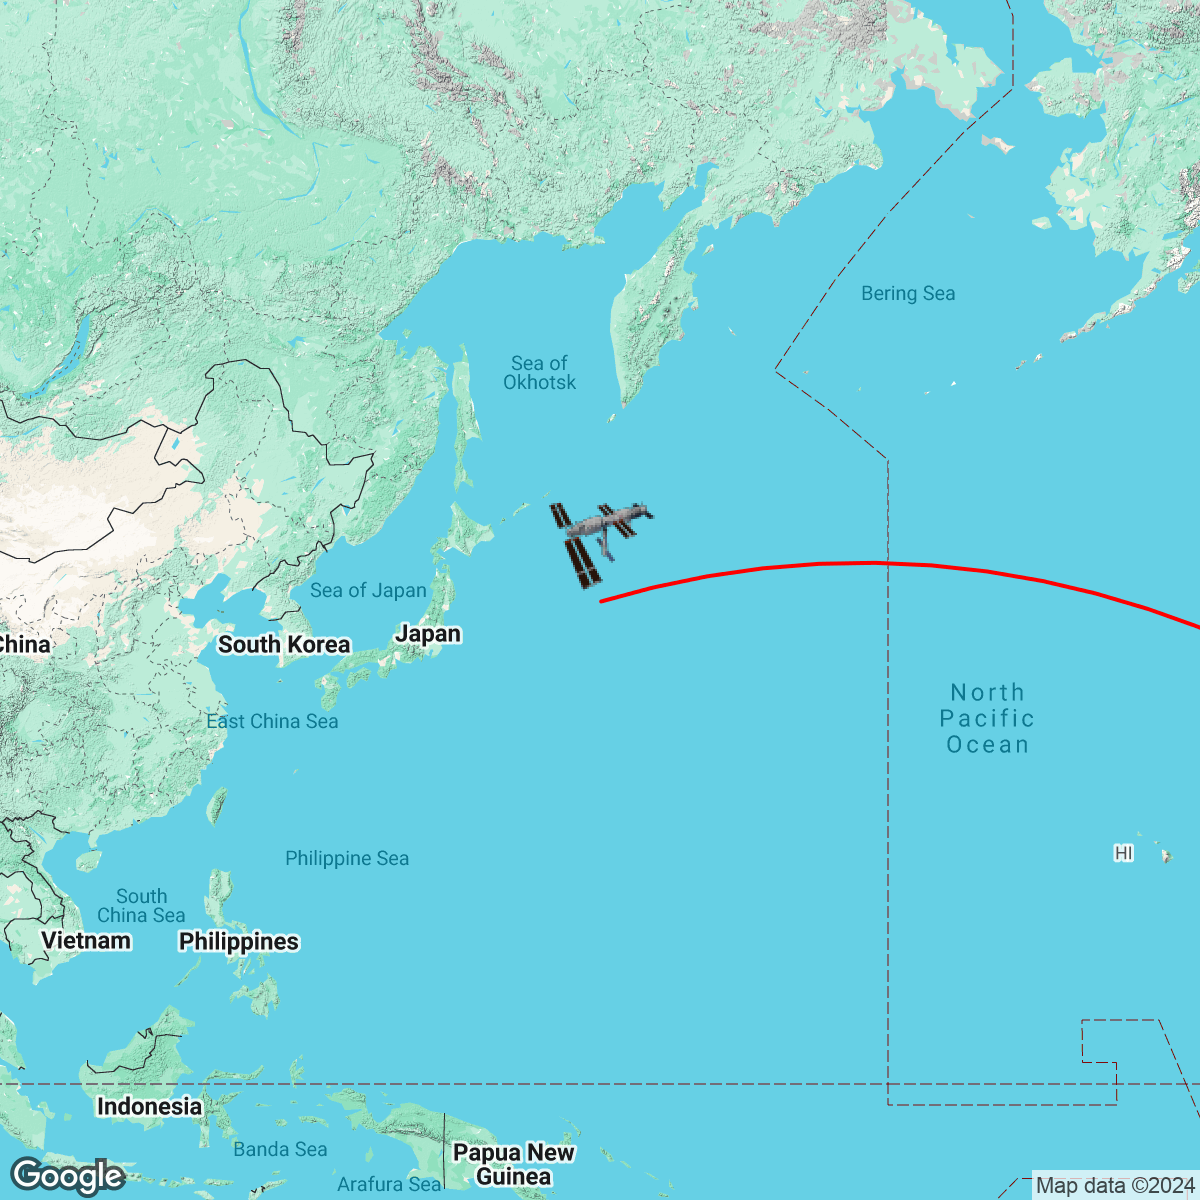 Bering Sea
Sea of
Okhotsk
Sea of Japan
Japan
South Korea
China
North
Pacific
Ocean
East China Sea
HI
Philippine Sea
South
China Sea
Vietnam
Philippines
Indonesia
Banda Sea
Papua New
Guinea
Arafura Sea
Google
Map data ©2024